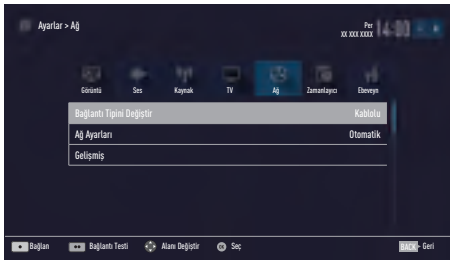 Ayarlar > Ağ
Per
xx xxx xxxx
14:00
Görüntü Ses Kaynak TV Ağ Zamanlayıcı Ebeveyn
Bağlantı Tipini Değiştir Kablolu
Ağ Ayarları Otomatik
Gelişmiş
Bağlan Bağlantı Testi Alanı Değiştir OK Seç BACK Geri